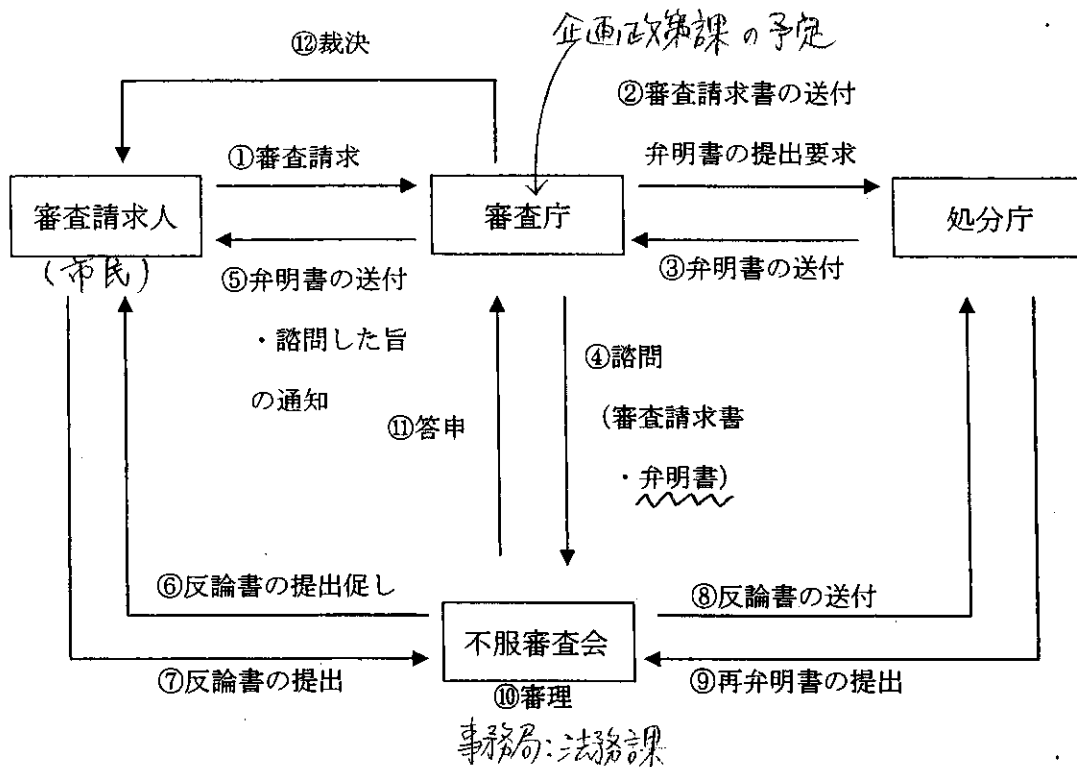 ⑫裁決
企画政策課の予定
②審査請求書の送付
①審査請求
弁明書の提出要求
審査請求人
審査庁
処分庁
(市民)
⑤弁明書の送付
③弁明書の送付
・諮問した旨
の通知
④諮問
⑪答申
(審査請求書
・弁明書)
⑥反論書の提出促し
⑧反論書の送付
不服審査会
⑦反論書の提出
⑨再弁明書の提出
⑩審理
事務局:法務課